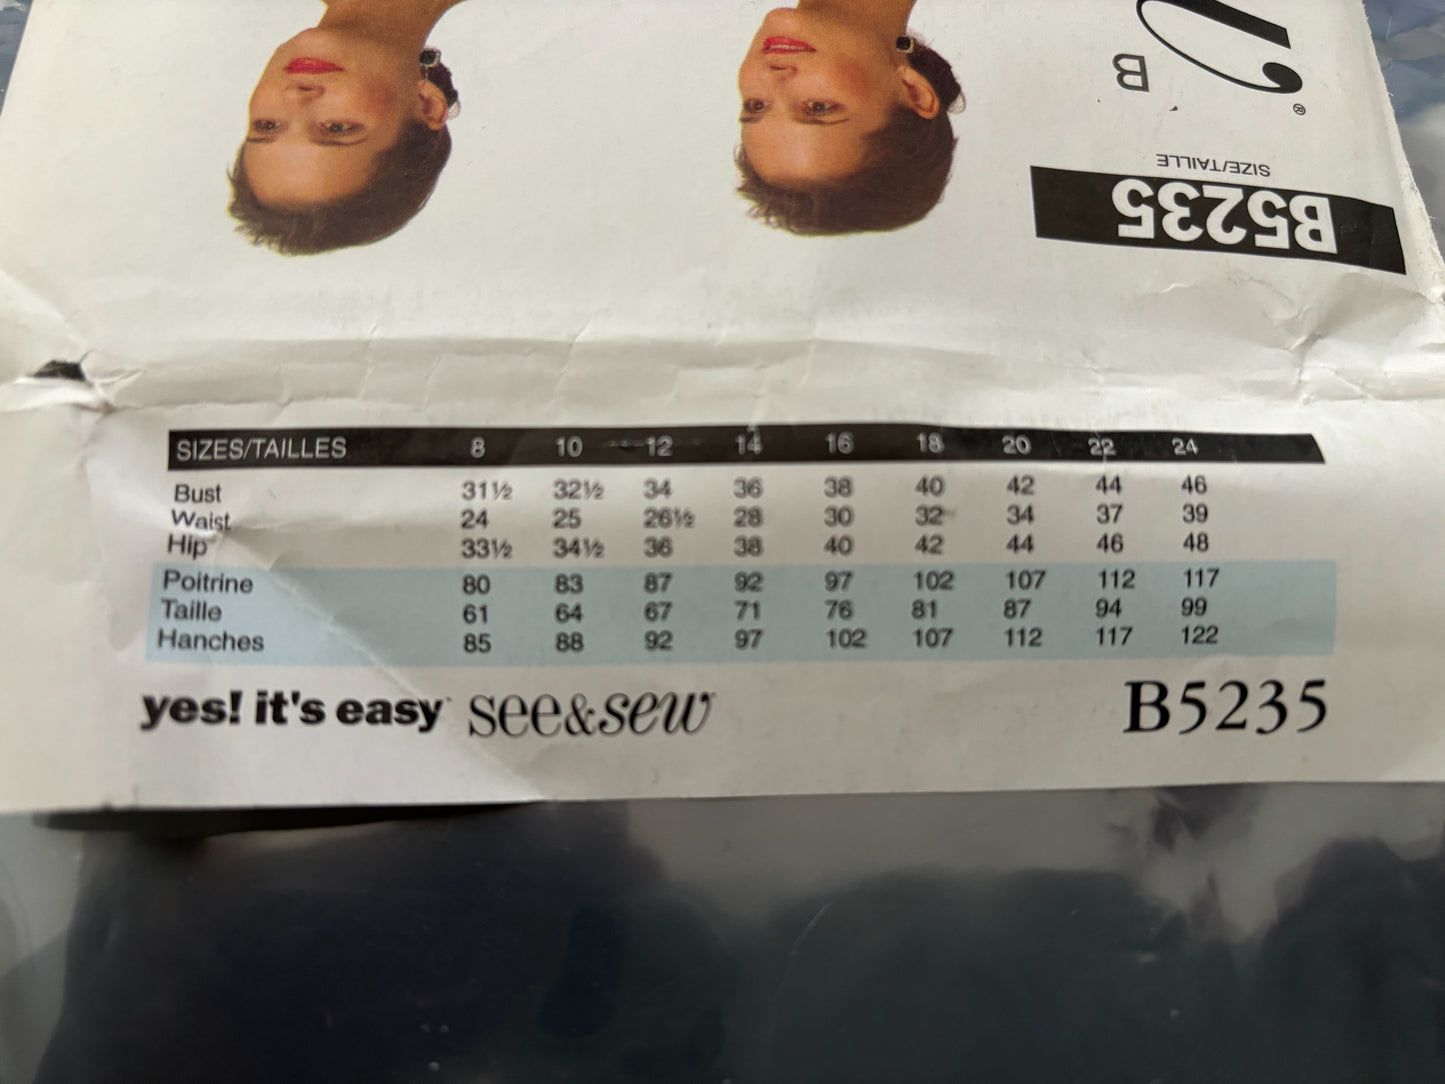 B
®
SIZE/TAILLE
B5235
SIZES/TAILLES 8 10 12 14 16 18 20 22 24
Bust 31½ 32½ 34 36 38 40 42 44 46
Waist 24 25 26½ 28 30 32 34 37 39
Hip 33½ 34½ 36 38 40 42 44 46 48
Poitrine 80 83 87 92 97 102 107 112 117
Taille 61 64 67 71 76 81 87 94 99
Hanches 85 88 92 97 102 107 112 117 122
yes! it's easy see&sew B5235